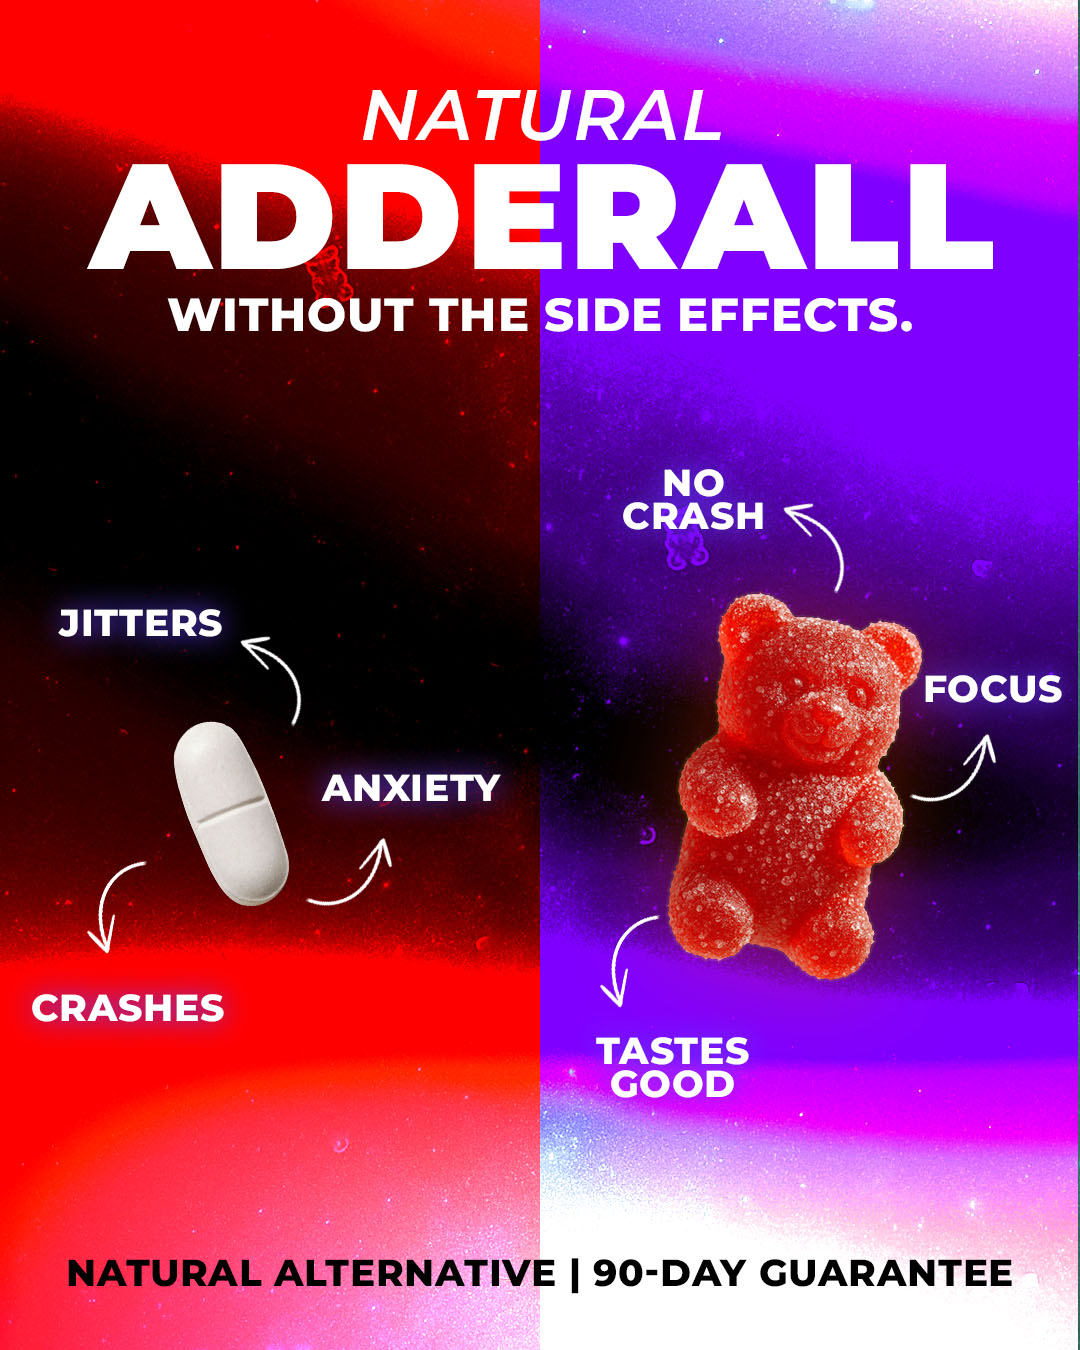 NATURAL
ADDERALL
WITHOUT THE SIDE EFFECTS.
JITTERS
ANXIETY
CRASHES
NO
CRASH
FOCUS
TASTES
GOOD
NATURAL ALTERNATIVE | 90-DAY GUARANTEE